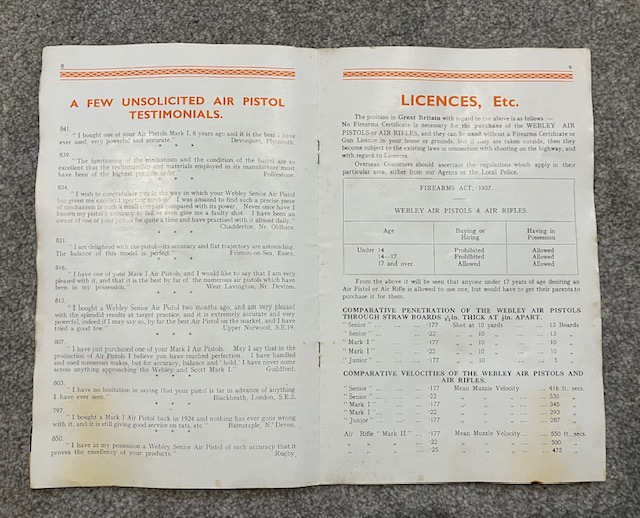 8
A FEW UNSOLICITED AIR PISTOL
TESTIMONIALS.
841.
"I bought one of your Air Pistols Mark I, 8 years ago and it is the best I have
ever used, very powerful and accurate." Devonport, Plymouth.
* * *
839.
"The functioning of the mechanism and the condition of the barrel are so
excellent that the craftsmanship and materials employed in its manufacture must
have been of the highest possible order." Folkestone
* * *
834.
"I wish to congratulate you in the way in which your Webley Senior Air Pistol
has given me excellent sporting service. I was amazed to find such a precise piece
of mechanism in such a small compass compared with its power. Never once have I
known my pistol's accuracy to fail or even give me a faulty shot. I have been an
owner of one of your pistols for quite a time and have practised with it almost daily."
Chadderton, Nr. Oldham.
* * *
821.
"I am delighted with the pistol—its accuracy and flat trajectory are astounding.
The balance of this model is perfect." Frinton-on-Sea, Essex.
* * *
816.
"I have one of your Mark I Air Pistols, and I would like to say that I am very
pleased with it, and that it is the best by far of the numerous air pistols which have
been in my possession." West Lavington, Nr. Devizes.
* * *
812.
"I bought a Webley Senior Air Pistol two months ago, and am very pleased
with the splendid results at target practice, and it is extremely accurate and very
powerful, indeed if I may say so, by far the best Air Pistol on the market, and I have
tried a good few." Upper Norwood, S.E.19.
* * *
807.
"I have just purchased one of your Mark I Air Pistols. May I say that in the
production of Air Pistols I believe you have reached perfection. I have handled
and used numerous makes, but for accuracy, balance and 'hold,' I have never come
across anything approaching the Webley and Scott Mark I." Guildford.
* * *
803.
"I have no hesitation in saying that your pistol is far in advance of anything
I have ever seen." Blackheath, London, S.E.3.
* * *
797.
"I bought a Mark I Air Pistol back in 1924 and nothing has ever gone wrong
with it, and it is still giving good service on rats, etc." Barnstaple, N. Devon.
* * *
850.
"I have in my possession a Webley Senior Air Pistol of such accuracy that it
proves the excellency of your products." Rugby.
9
LICENCES, Etc.
The position in Great Britain with regard to the above is as follows :—
No Firearms Certificate is necessary for the purchase of the WEBLEY AIR
PISTOLS or AIR RIFLES, and they can be used without a Firearms Certificate or
Gun Licence in your home or grounds, but if they are taken outside, then they
become subject to the existing laws in connection with shooting on the highway, and
with regard to Licences.
Overseas Customers should ascertain the regulations which apply in their
particular area, either from our Agents or the Local Police.
FIREARMS ACT, 1937.
WEBLEY AIR PISTOLS & AIR RIFLES.
Age Buying or Hiring Having in Possession
Under 14 Prohibited Allowed
14—17 Prohibited Allowed
17 and over. Allowed Allowed
From the above it will be seen that anyone under 17 years of age desiring an
Air Pistol or Air Rifle is allowed to use one, but would have to get their parents to
purchase it for them.
COMPARATIVE PENETRATION OF THE WEBLEY AIR PISTOLS
THROUGH STRAW BOARDS THICK AT ½in. APART.
"Senior" ... ·177 Shot at 10 yards ... 13 Boards
"Senior" ... ·22 " " 10 " ... 13 "
"Mark I" ... ·177 " " 10 " ... 10 "
"Mark I" ... ·22 " " 10 " ... 10 "
"Junior" ... ·177 " " 10 " ... 5 "
COMPARATIVE VELOCITIES OF THE WEBLEY AIR PISTOLS AND
AIR RIFLES.
"Senior" ... ·177 Mean Muzzle Velocity ... 416 ft. secs.
"Senior" ... ·22 " " " ... 330 "
"Mark I" ... ·177 " " " ... 345 "
"Mark I" ... ·22 " " " ... 293 "
"Junior" ... ·177 " " " ... 287 "
Air Rifle "Mark II" ... ·177 Mean Muzzle Velocity... ... 550 ft. secs.
" " " ·22 " " " ... 500 "
" " " ·25 " " " ... 475 "